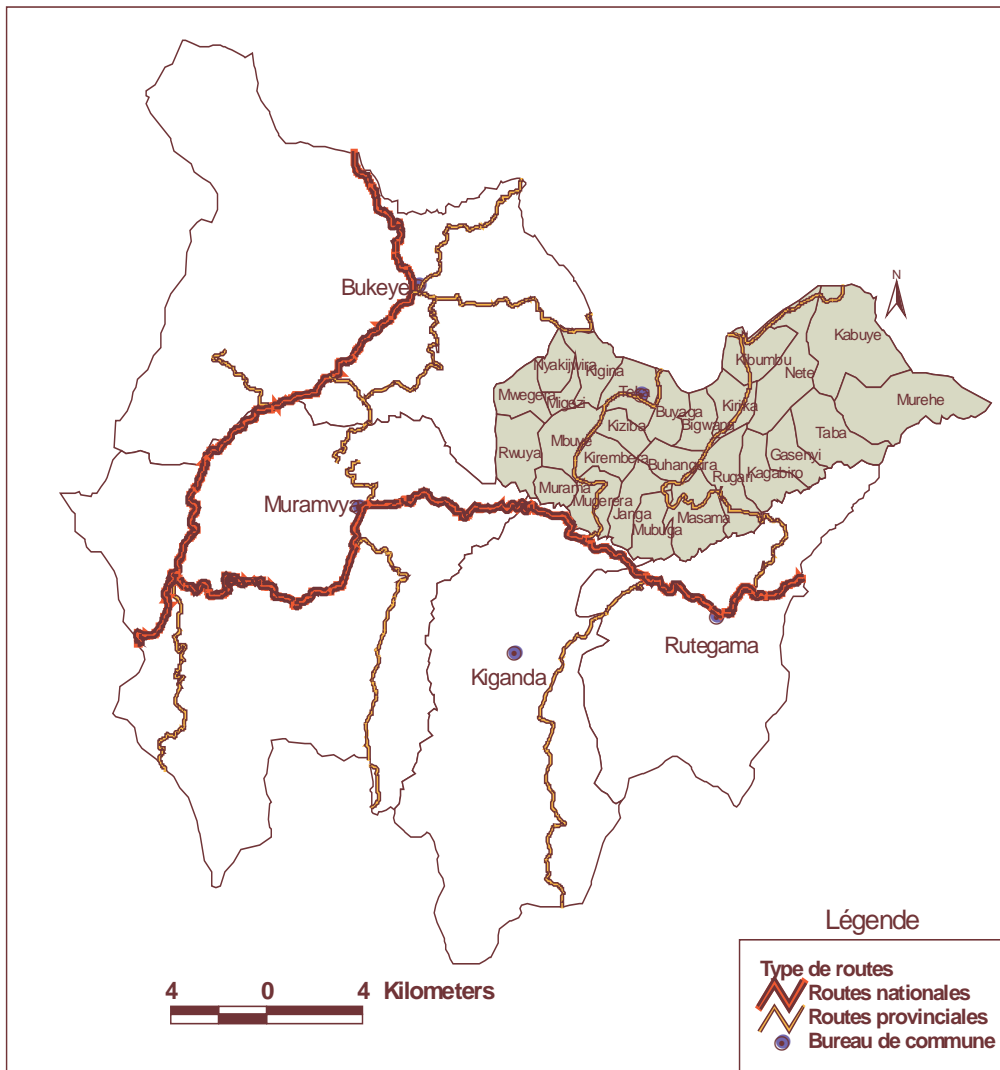 N
Bukeye
Kabuye
Nyakijwira
Kigina
Kibumbu
Nete
Mwegera
Migezi
Murehe
Buyaga
Kirika
Bigwana
Kiziba
Taba
Mbuye
Rwuya
Kirembera
Gasenyi
Buhangura
Kagabiro
Rugari
Murama
Mugerera
Muramvya
Janga
Masama
Mubuga
Rutegama
Kiganda
Légende
Type de routes
Routes nationales
Routes provinciales
Bureau de commune
4 0 4 Kilometers